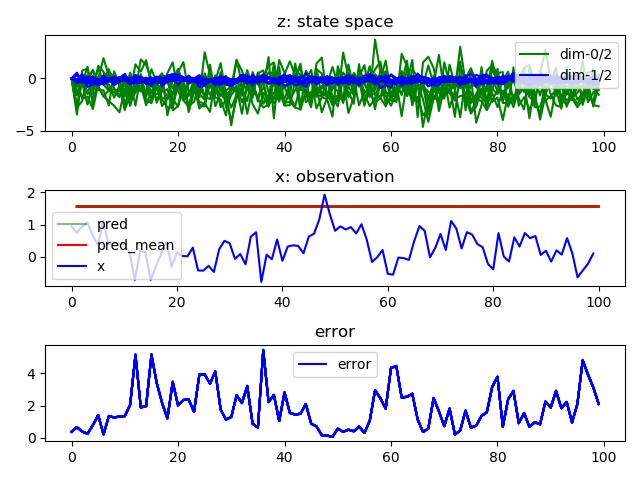 z: state space
0
−5
dim-0/2
dim-1/2
0 20 40 60 80 100
x: observation
2
1
0
pred
pred_mean
x
0 20 40 60 80 100
error
4
2
0
error
0 20 40 60 80 100